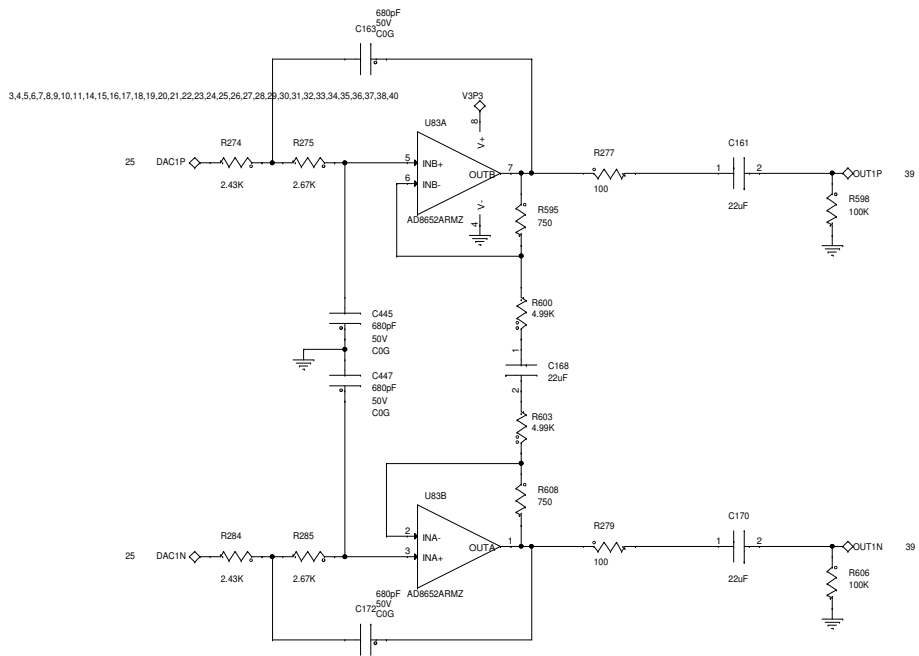 680pF
50V
C163 C0G
3,4,5,6,7,8,9,10,11,14,15,16,17,18,19,20,21,22,23,24,25,26,27,28,29,30,31,32,33,34,35,36,37,38,40
V3P3
8
V+
U83A
R274
R275
C161
25 DAC1P
5 INB+
6 INB-
OUTB 7
R277
1 2
OUT1P 39
2.43K
2.67K
100
22uF
R598
100K
AD8652ARMZ
V-
4
R595
750
R600
4.99K
C445
680pF
50V
C0G
1
C168
22uF
2
C447
680pF
50V
C0G
R603
4.99K
R608
750
U83B
R284
R285
2 INA-
3 INA+
OUTA 1
R279
C170
25 DAC1N
1 2
OUT1N 39
2.43K
2.67K
100
22uF
R606
100K
AD8652ARMZ
680pF
50V
C172 C0G